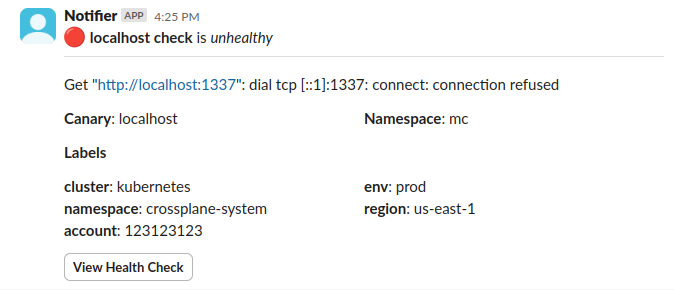 Notifier APP 4:25 PM
localhost check is unhealthy
Get "http://localhost:1337": dial tcp [::1]:1337: connect: connection refused
Canary: localhost Namespace: mc
Labels
cluster: kubernetes env: prod
namespace: crossplane-system region: us-east-1
account: 123123123
View Health Check